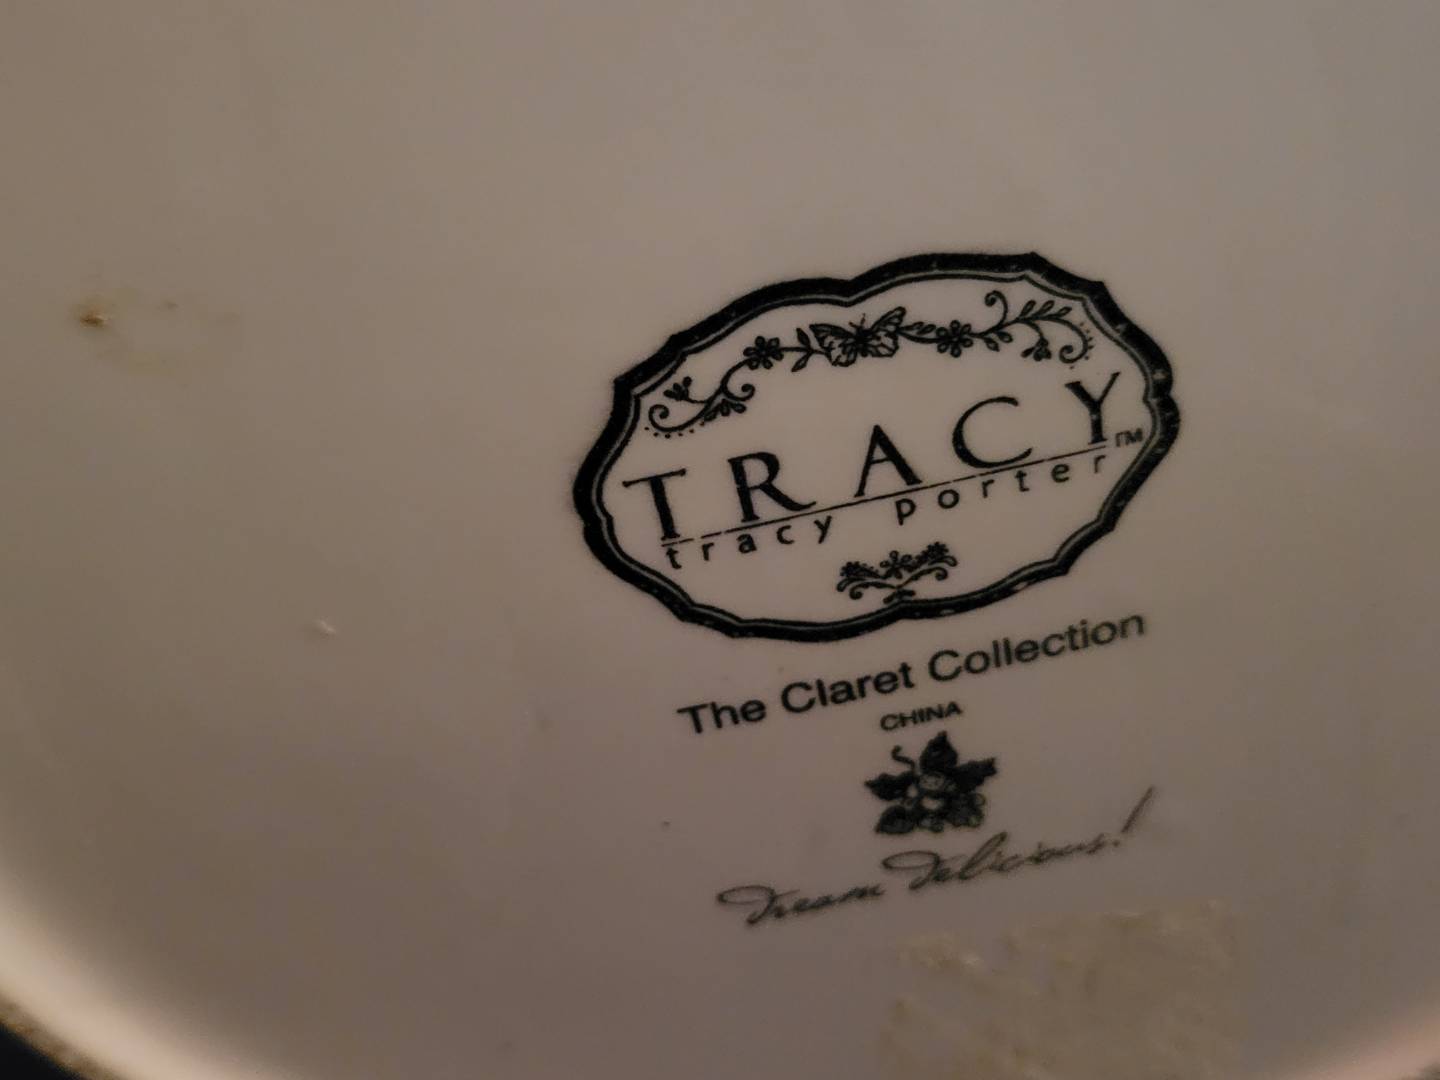 TRACY™
tracy porter
The Claret Collection
CHINA
Dream Delicious!